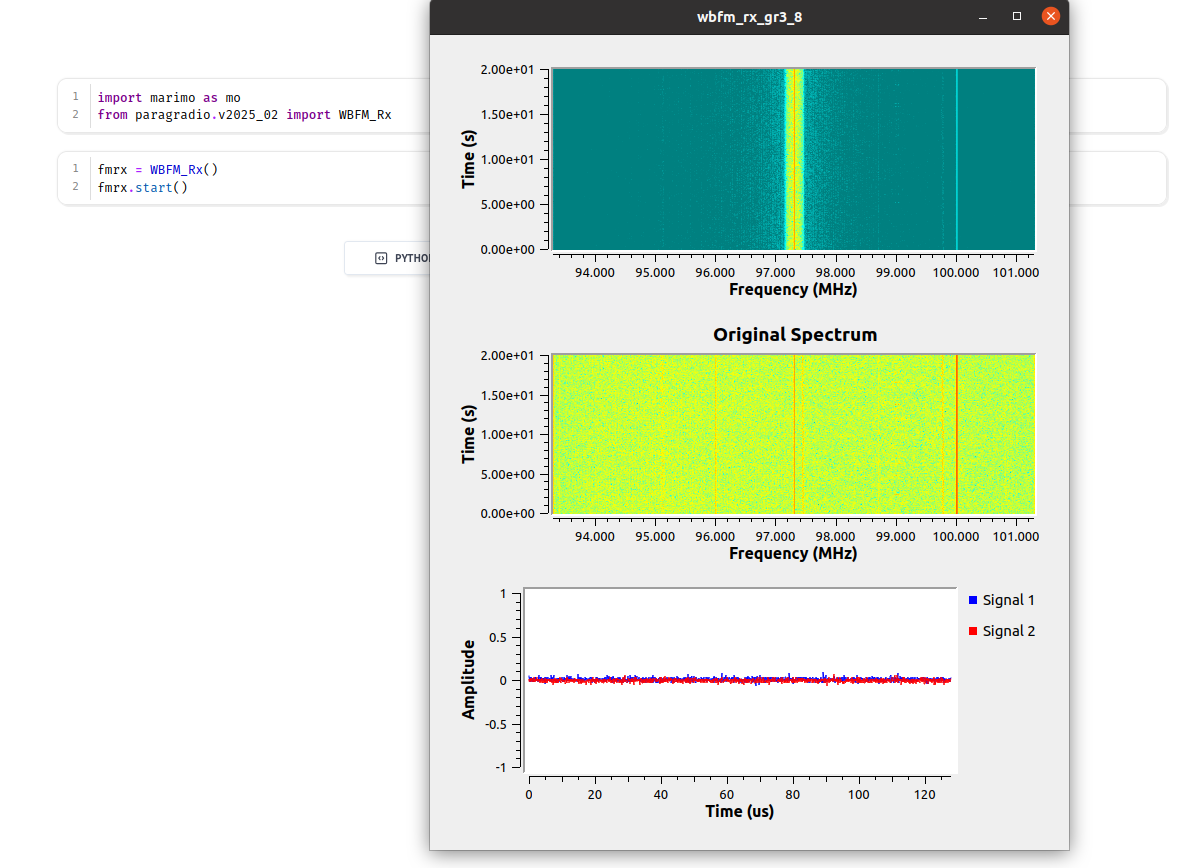 wbfm_rx_gr3_8
1 import marimo as mo
2 from paragradio.v2025_02 import WBFM_Rx
1 fmrx = WBFM_Rx()
2 fmrx.start()
PYTHO
2.00e+01
1.50e+01
1.00e+01
5.00e+00
0.00e+00
Time (s)
94.000 95.000 96.000 97.000 98.000 99.000 100.000 101.000
Frequency (MHz)
Original Spectrum
2.00e+01
1.50e+01
1.00e+01
5.00e+00
0.00e+00
Time (s)
94.000 95.000 96.000 97.000 98.000 99.000 100.000 101.000
Frequency (MHz)
1
0.5
0
-0.5
-1
Amplitude
0 20 40 60 80 100 120
Time (us)
Signal 1
Signal 2